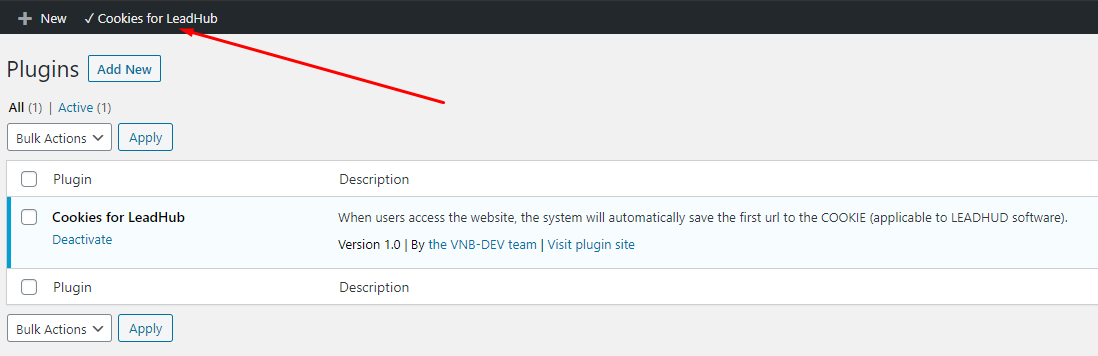 New ✓ Cookies for LeadHub
Plugins Add New
All (1) | Active (1)
Bulk Actions Apply
Plugin Description
Cookies for LeadHub When users access the website, the system will automatically save the first url to the COOKIE (applicable to LEADHUD software).
Deactivate Version 1.0 | By the VNB-DEV team | Visit plugin site
Plugin Description
Bulk Actions Apply